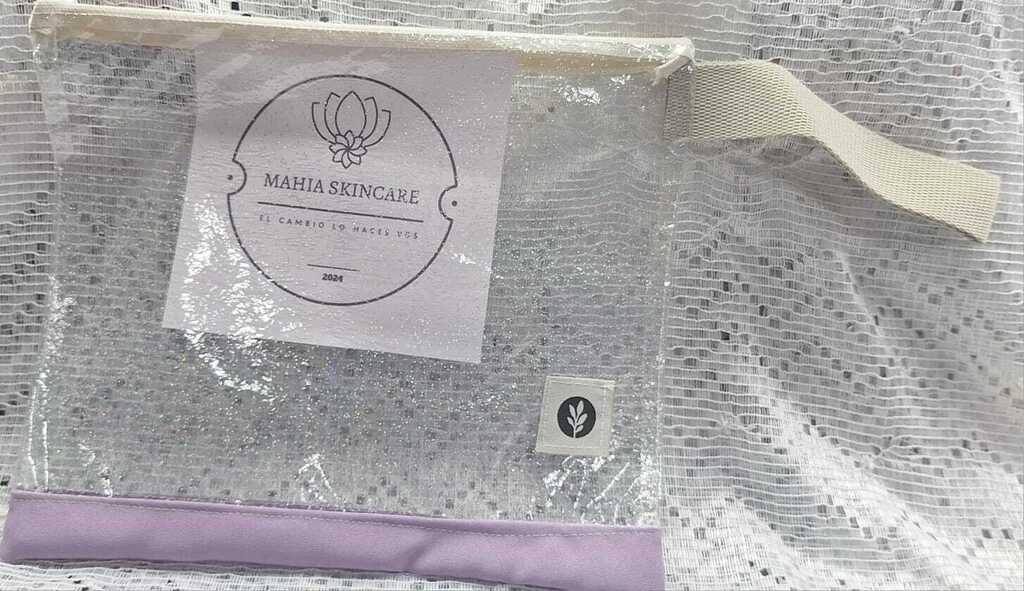 MAHIA SKINCARE
EL CAMBIO LO HACES VOS
2024